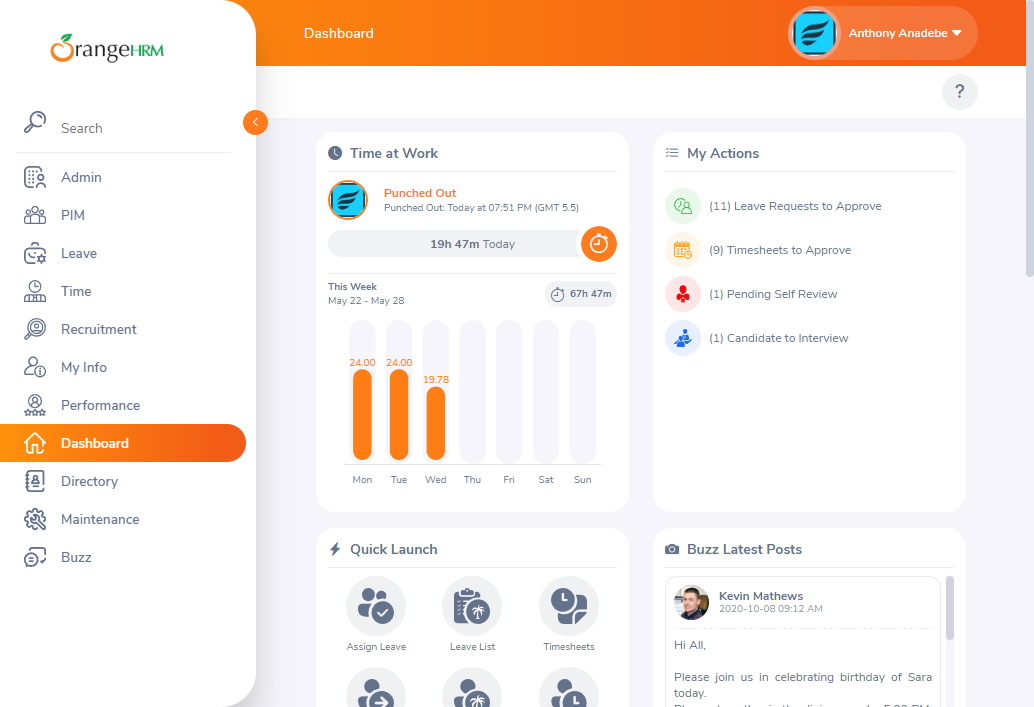 OrangeHRM
Dashboard
Anthony Anadebe
?
Search
Admin
PIM
Leave
Time
Recruitment
My Info
Performance
Dashboard
Directory
Maintenance
Buzz
Time at Work
Punched Out
Punched Out: Today at 07:51 PM (GMT 5.5)
19h 47m Today
This Week
May 22 - May 28
67h 47m
24.00 24.00 19.78
Mon Tue Wed Thu Fri Sat Sun
My Actions
(11) Leave Requests to Approve
(9) Timesheets to Approve
(1) Pending Self Review
(1) Candidate to Interview
Quick Launch
Assign Leave Leave List Timesheets
Buzz Latest Posts
Kevin Mathews
2020-10-08 09:12 AM
Hi All,
Please join us in celebrating birthday of Sara
today.